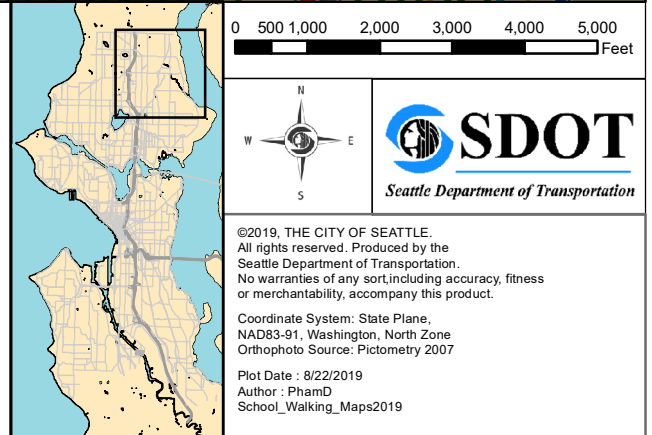 0 500 1,000 2,000 3,000 4,000 5,000
Feet
N
W E
S
SDOT
Seattle Department of Transportation
©2019, THE CITY OF SEATTLE.
All rights reserved. Produced by the
Seattle Department of Transportation.
No warranties of any sort,including accuracy, fitness
or merchantability, accompany this product.
Coordinate System: State Plane,
NAD83-91, Washington, North Zone
Orthophoto Source: Pictometry 2007
Plot Date : 8/22/2019
Author : PhamD
School_Walking_Maps2019